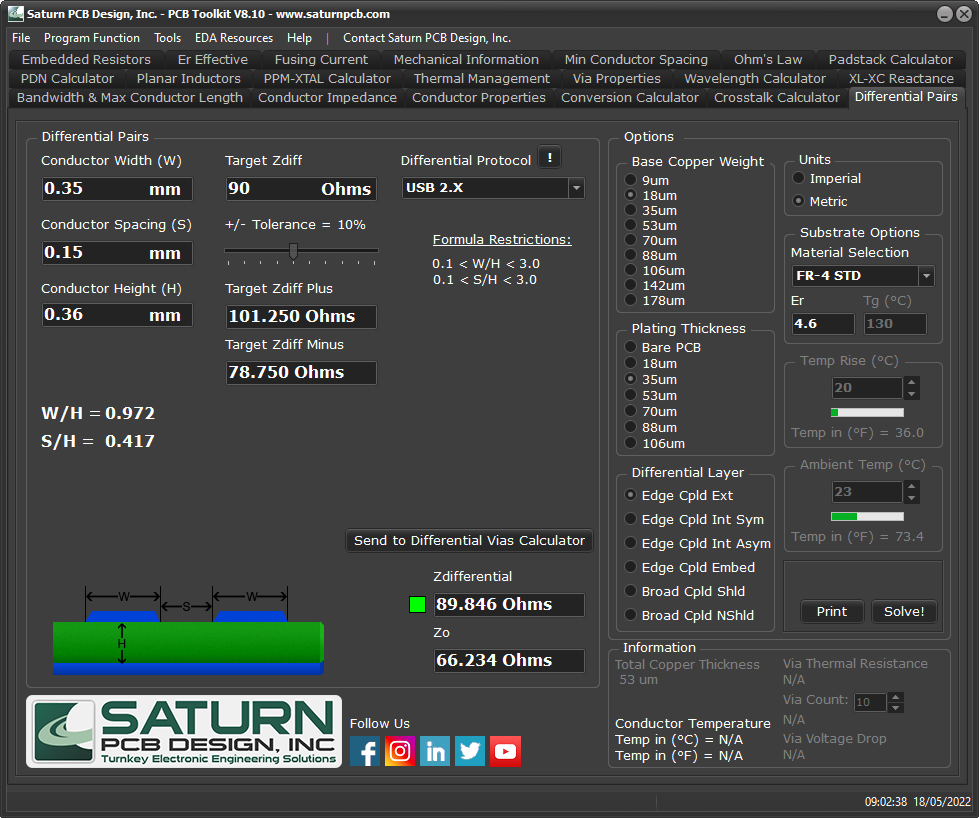 Saturn PCB Design, Inc. - PCB Toolkit V8.10 - www.saturnpcb.com
File Program Function Tools EDA Resources Help | Contact Saturn PCB Design, Inc.
Embedded Resistors Er Effective Fusing Current Mechanical Information Min Conductor Spacing Ohm's Law Padstack Calculator
PDN Calculator Planar Inductors PPM-XTAL Calculator Thermal Management Via Properties Wavelength Calculator XL-XC Reactance
Bandwidth & Max Conductor Length Conductor Impedance Conductor Properties Conversion Calculator Crosstalk Calculator Differential Pairs
Differential Pairs
Conductor Width (W)
0.35 mm
Conductor Spacing (S)
0.15 mm
Conductor Height (H)
0.36 mm
W/H = 0.972
S/H = 0.417
Target Zdiff
90 Ohms
+/- Tolerance = 10%
Target Zdiff Plus
101.250 Ohms
Target Zdiff Minus
78.750 Ohms
Differential Protocol !
USB 2.X
Formula Restrictions:
0.1 < W/H < 3.0
0.1 < S/H < 3.0
Send to Differential Vias Calculator
W S W
H
Zdifferential
89.846 Ohms
Zo
66.234 Ohms
SATURN
PCB DESIGN, INC
Turnkey Electronic Engineering Solutions
Follow Us
f in
Options
Base Copper Weight
9um
18um
35um
53um
70um
88um
106um
142um
178um
Plating Thickness
Bare PCB
18um
35um
53um
70um
88um
106um
Differential Layer
Edge Cpld Ext
Edge Cpld Int Sym
Edge Cpld Int Asym
Edge Cpld Embed
Broad Cpld Shld
Broad Cpld NShld
Units
Imperial
Metric
Substrate Options
Material Selection
FR-4 STD
Er Tg (°C)
4.6 130
Temp Rise (°C)
20
Temp in (°F) = 36.0
Ambient Temp (°C)
23
Temp in (°F) = 73.4
Print Solve!
Information
Total Copper Thickness
53 um
Conductor Temperature
Temp in (°C) = N/A
Temp in (°F) = N/A
Via Thermal Resistance
N/A
Via Count: 10
N/A
Via Voltage Drop
N/A
09:02:38 18/05/2022